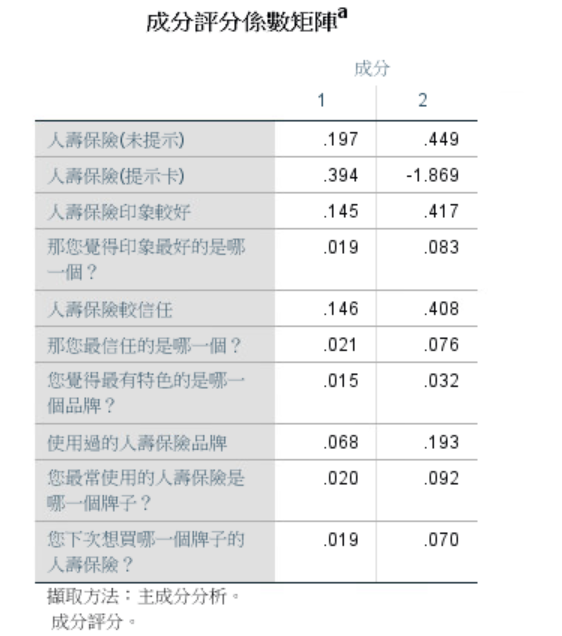 成分評分係數矩陣a
成分
1 2
人壽保險(未提示) .197 .449
人壽保險(提示卡) .394 -1.869
人壽保險印象較好 .145 .417
那您覺得印象最好的是哪 .019 .083
一個？
人壽保險較信任 .146 .408
那您最信任的是哪一個？ .021 .076
您覺得最有特色的是哪一 .015 .032
個品牌？
使用過的人壽保險品牌 .068 .193
您最常使用的人壽保險是 .020 .092
哪一個牌子？
您下次想買哪一個牌子的 .019 .070
人壽保險？
擷取方法：主成分分析。
成分評分。